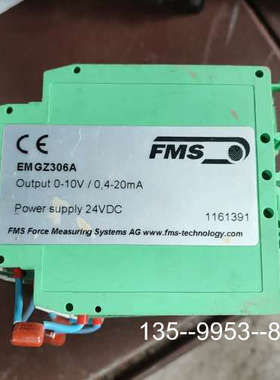 CE
FMS
EMGZ306A
Output 0-10V / 0,4-20mA
Power supply 24VDC
1161391
FMS Force Measuring Systems AG www.fms-technology.com
135--9953--8